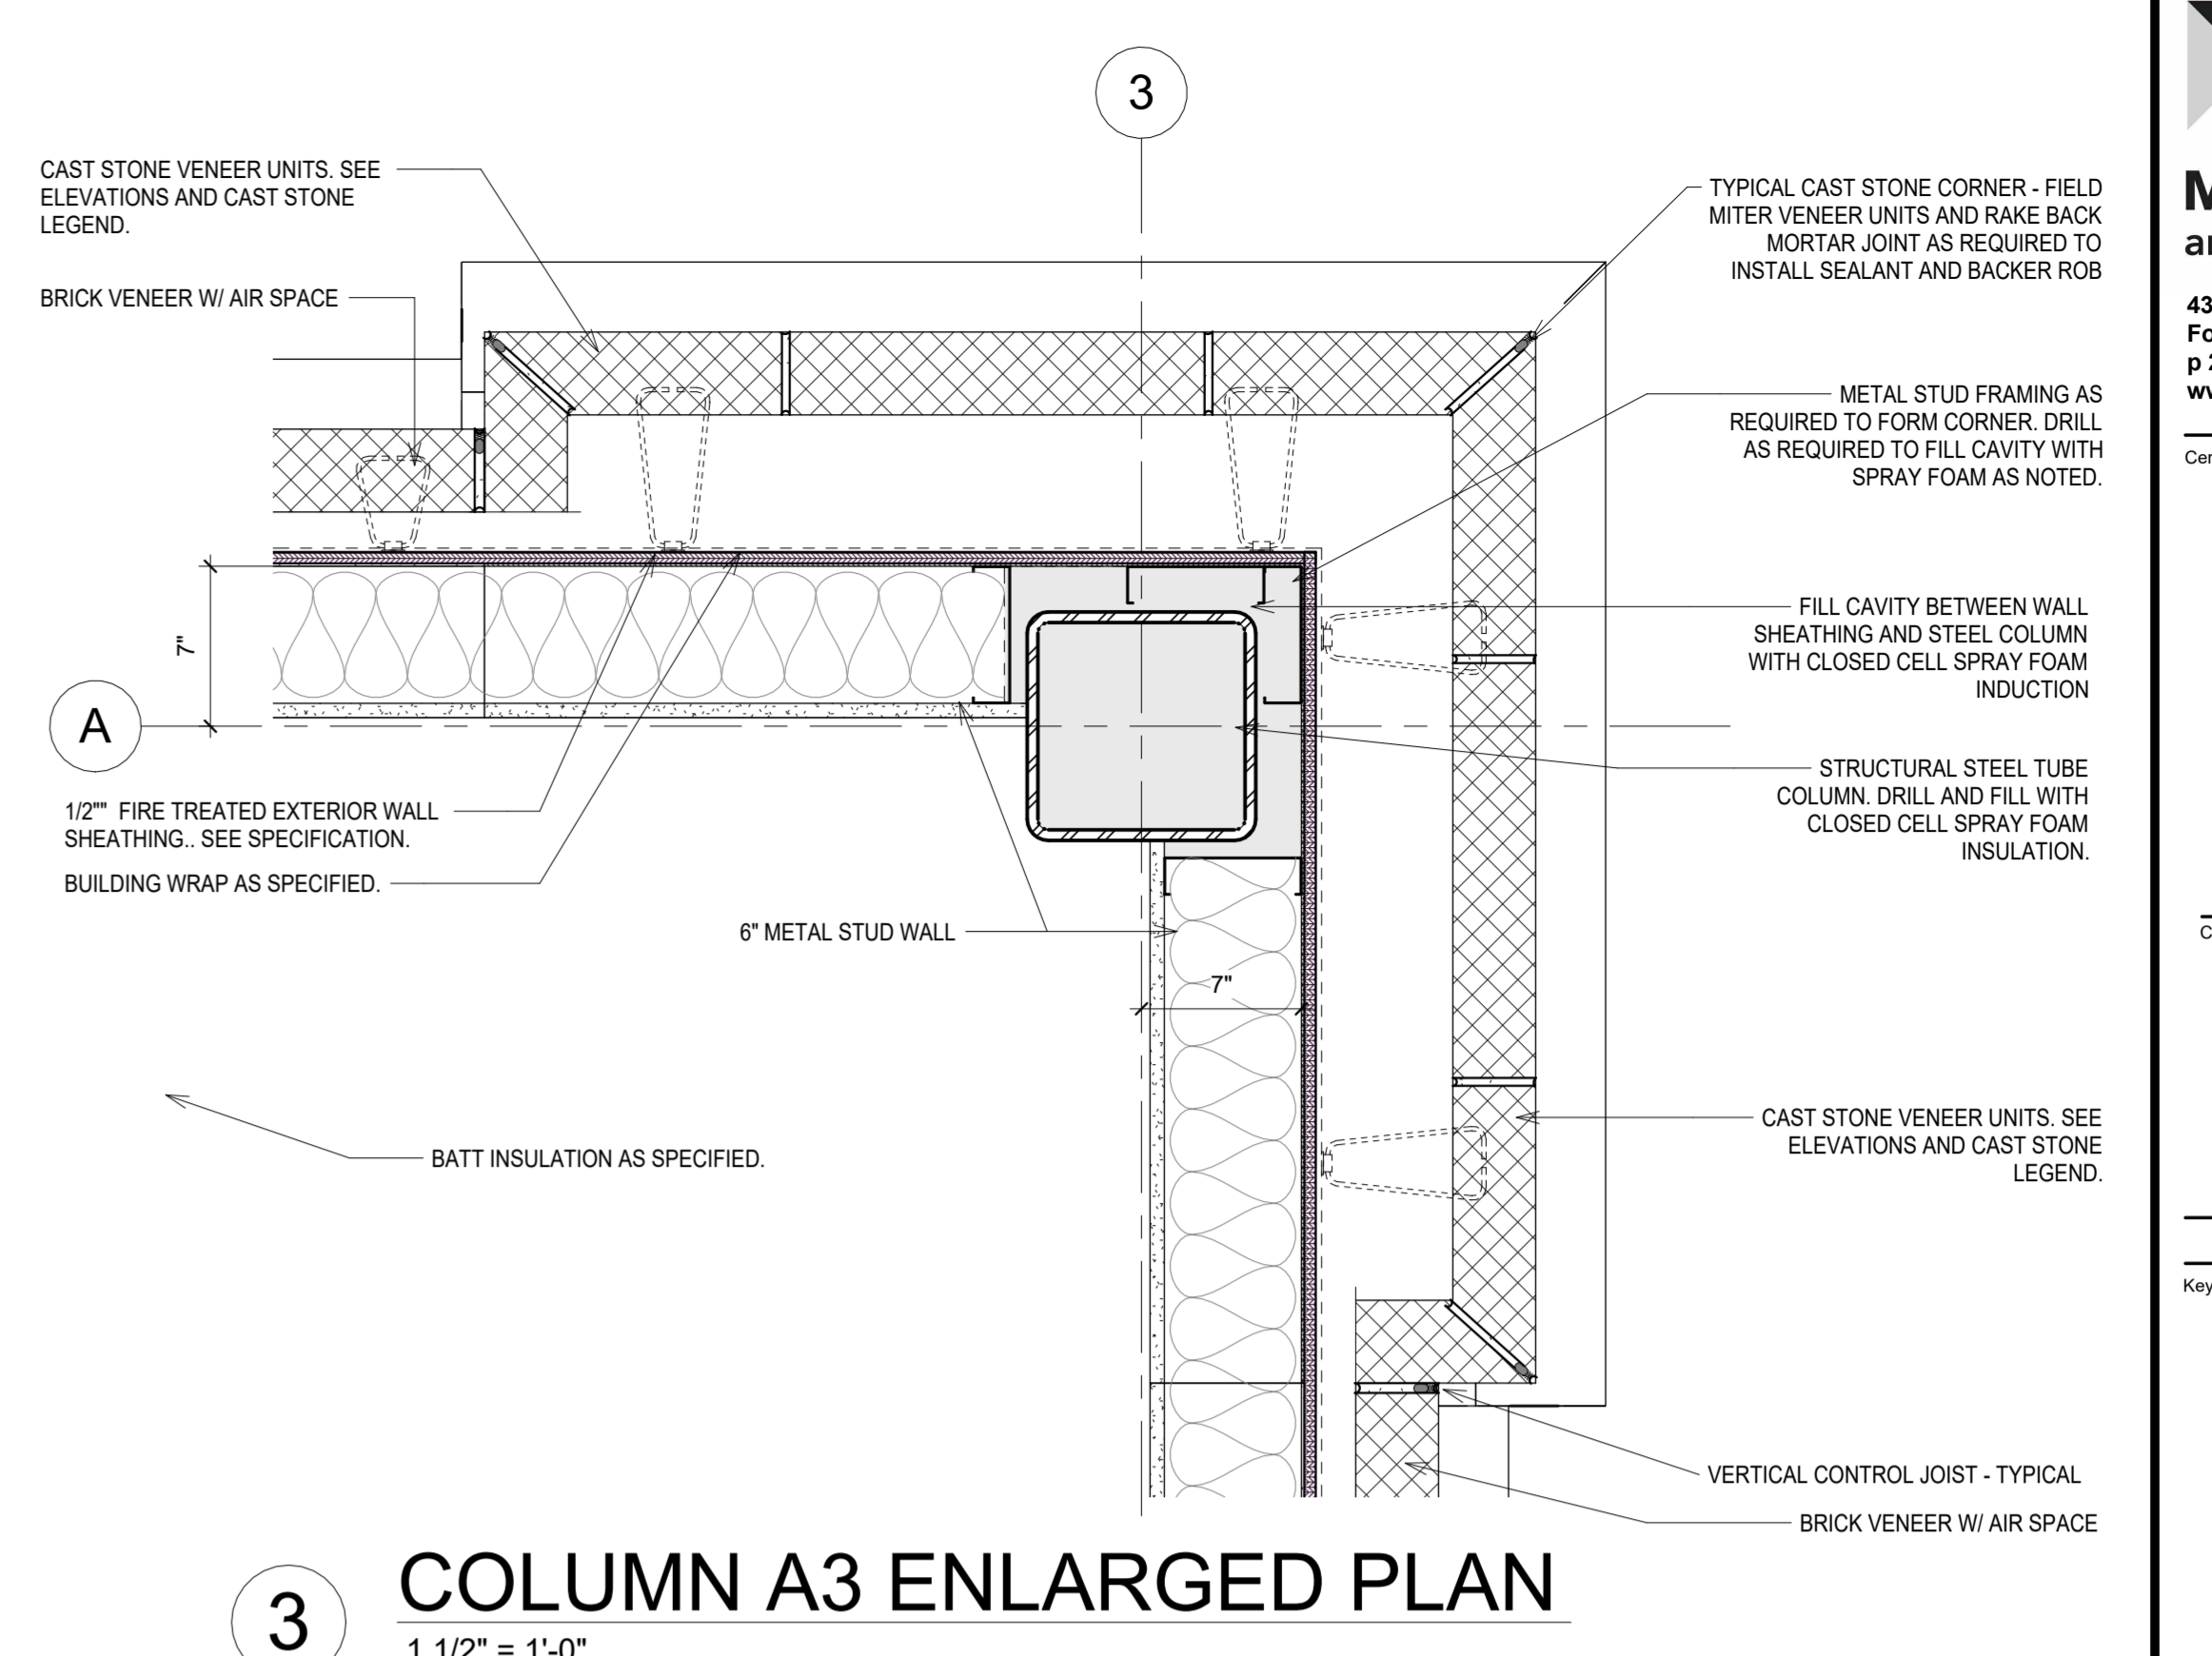 3
CAST STONE VENEER UNITS. SEE
ELEVATIONS AND CAST STONE
LEGEND.
BRICK VENEER W/ AIR SPACE
TYPICAL CAST STONE CORNER - FIELD
MITER VENEER UNITS AND RAKE BACK
MORTAR JOINT AS REQUIRED TO
INSTALL SEALANT AND BACKER ROB
METAL STUD FRAMING AS
REQUIRED TO FORM CORNER. DRILL
AS REQUIRED TO FILL CAVITY WITH
SPRAY FOAM AS NOTED.
FILL CAVITY BETWEEN WALL
SHEATHING AND STEEL COLUMN
WITH CLOSED CELL SPRAY FOAM
INDUCTION
7"
A
STRUCTURAL STEEL TUBE
COLUMN. DRILL AND FILL WITH
CLOSED CELL SPRAY FOAM
INSULATION.
1/2"" FIRE TREATED EXTERIOR WALL
SHEATHING.. SEE SPECIFICATION.
BUILDING WRAP AS SPECIFIED.
6" METAL STUD WALL
7"
BATT INSULATION AS SPECIFIED.
CAST STONE VENEER UNITS. SEE
ELEVATIONS AND CAST STONE
LEGEND.
VERTICAL CONTROL JOIST - TYPICAL
BRICK VENEER W/ AIR SPACE
3
COLUMN A3 ENLARGED PLAN
1 1/2" = 1'-0"
43
p 2
Key